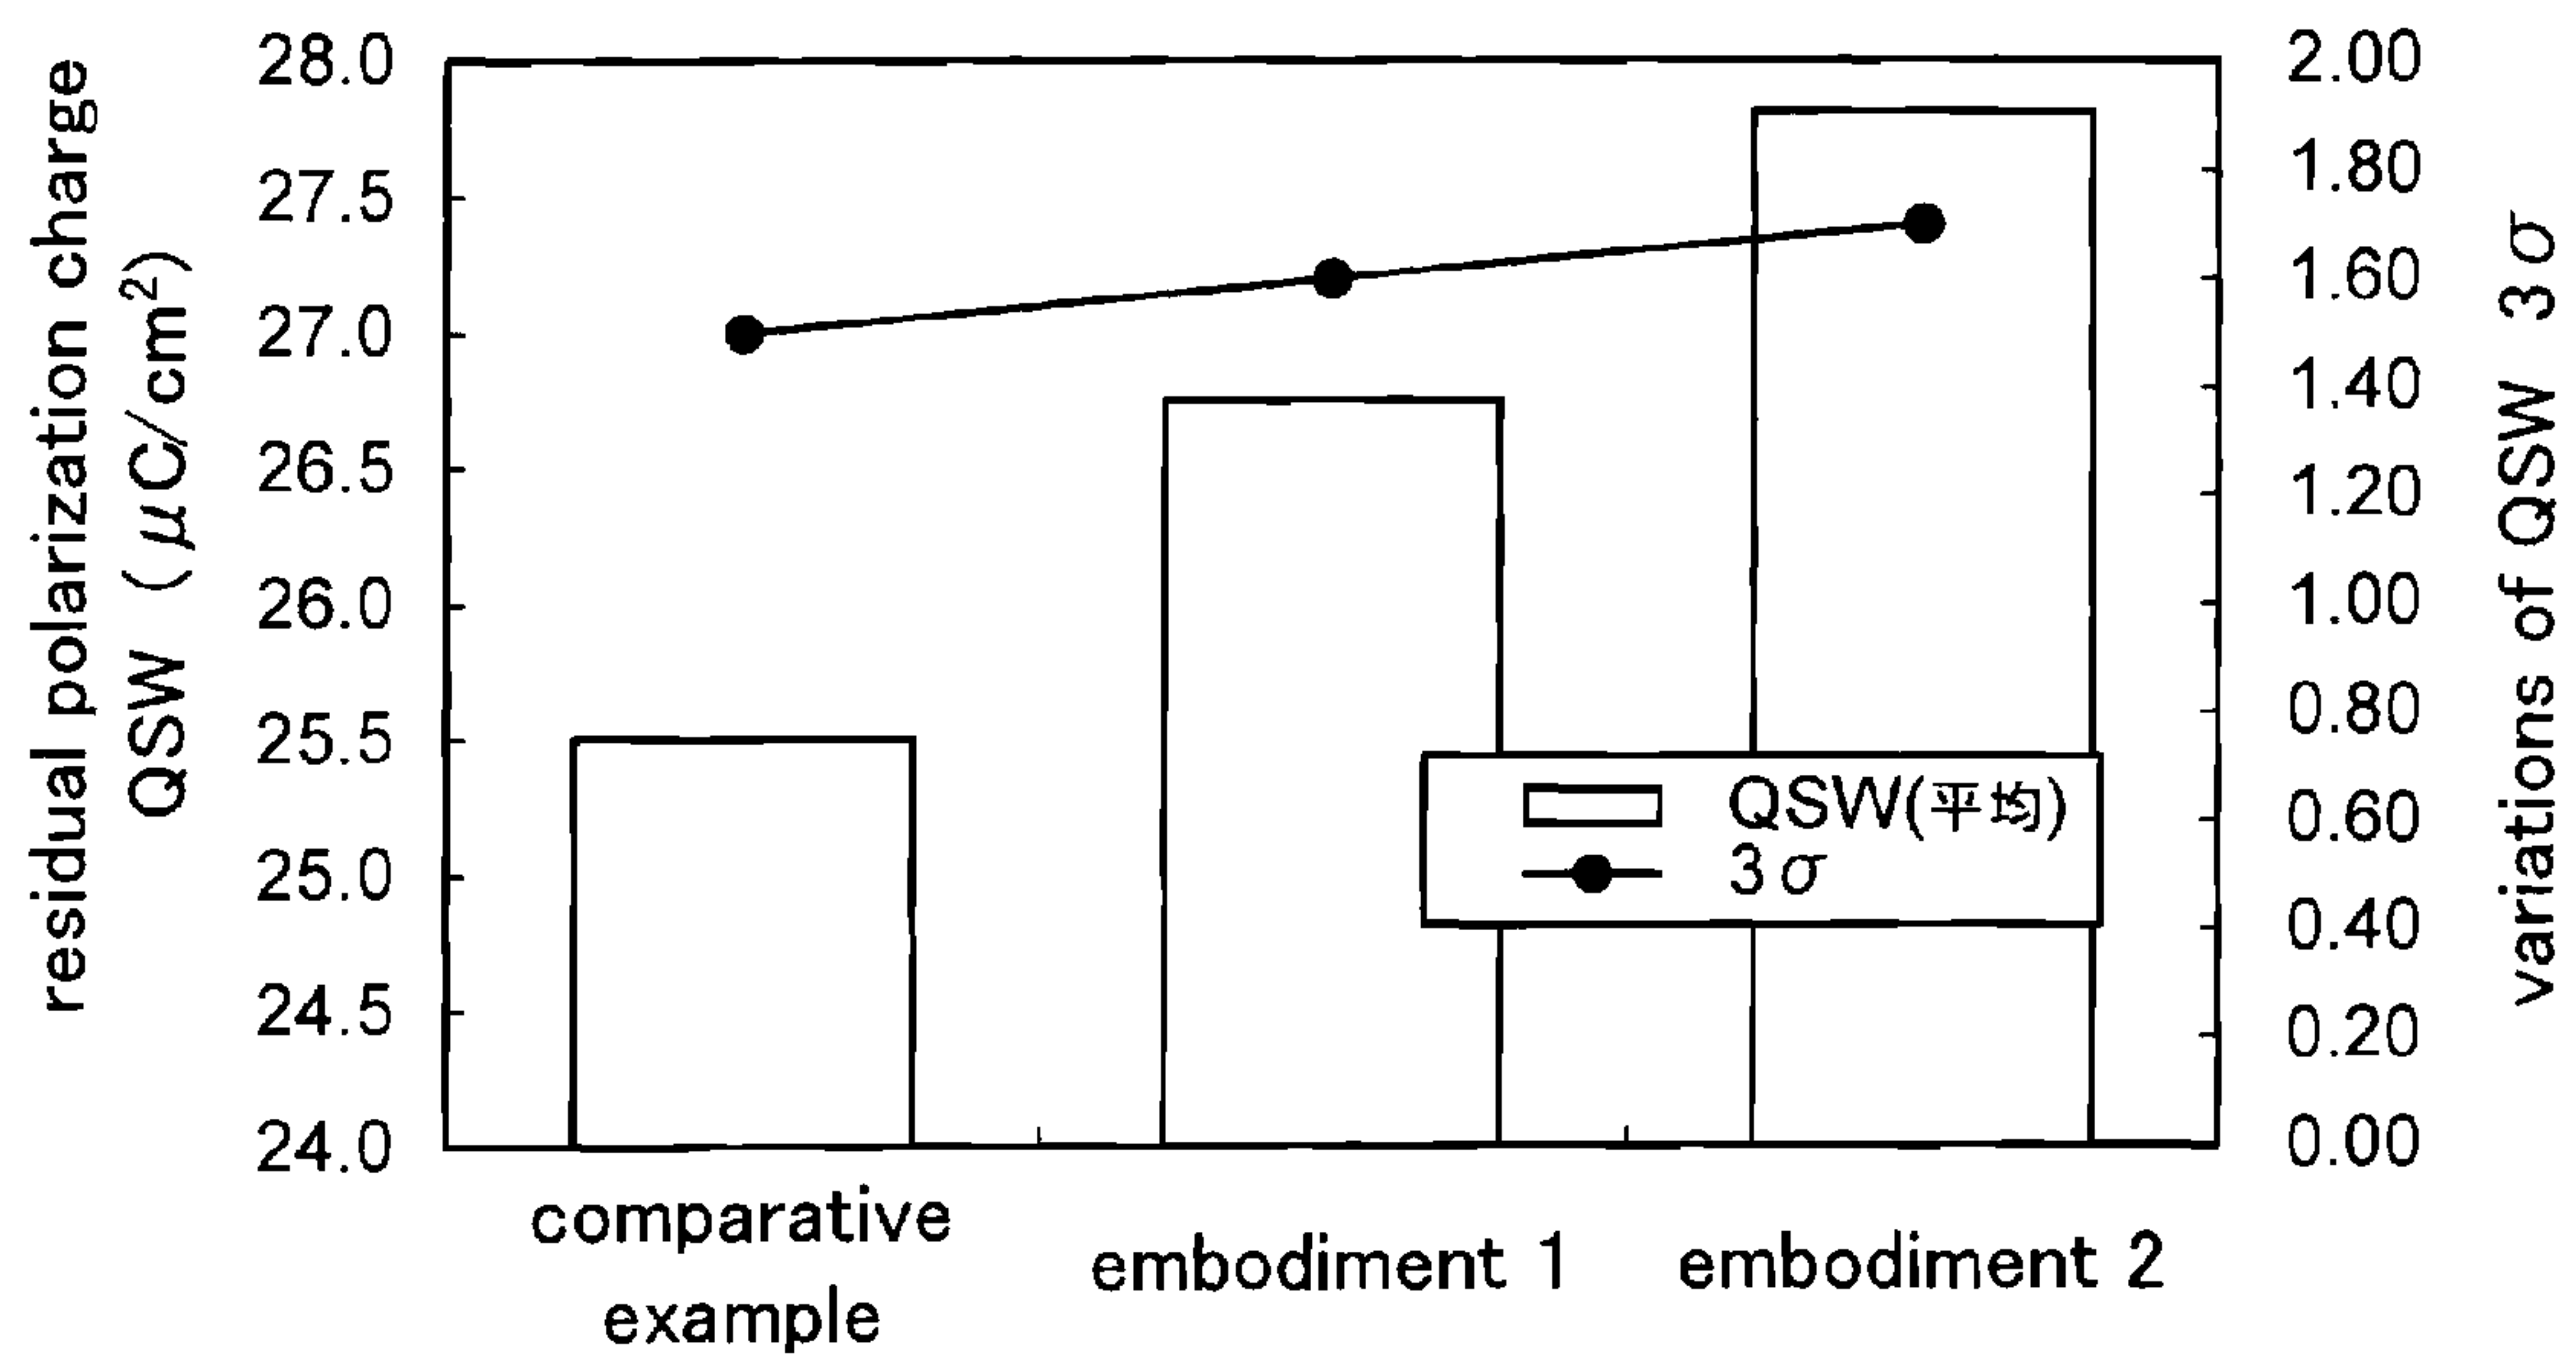 residual polarization charge
QSW (μC/cm²)
28.0
27.5
27.0
26.5
26.0
25.5
25.0
24.5
24.0
QSW(平均)
3σ
2.00
1.80
1.60
1.40
1.20
1.00
0.80
0.60
0.40
0.20
0.00
variations of QSW 3σ
comparative
example
embodiment 1
embodiment 2